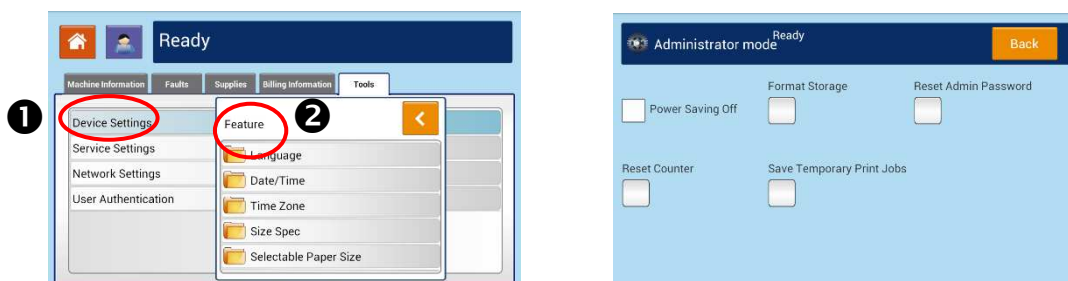 Ready
Machine Information Faults Supplies Billing Information Tools
1
2
Device Settings
Service Settings
Network Settings
User Authentication
Feature
<
Language
Date/Time
Time Zone
Size Spec
Selectable Paper Size
Administrator mode Ready
Back
Power Saving Off
Format Storage
Reset Admin Password
Reset Counter
Save Temporary Print Jobs